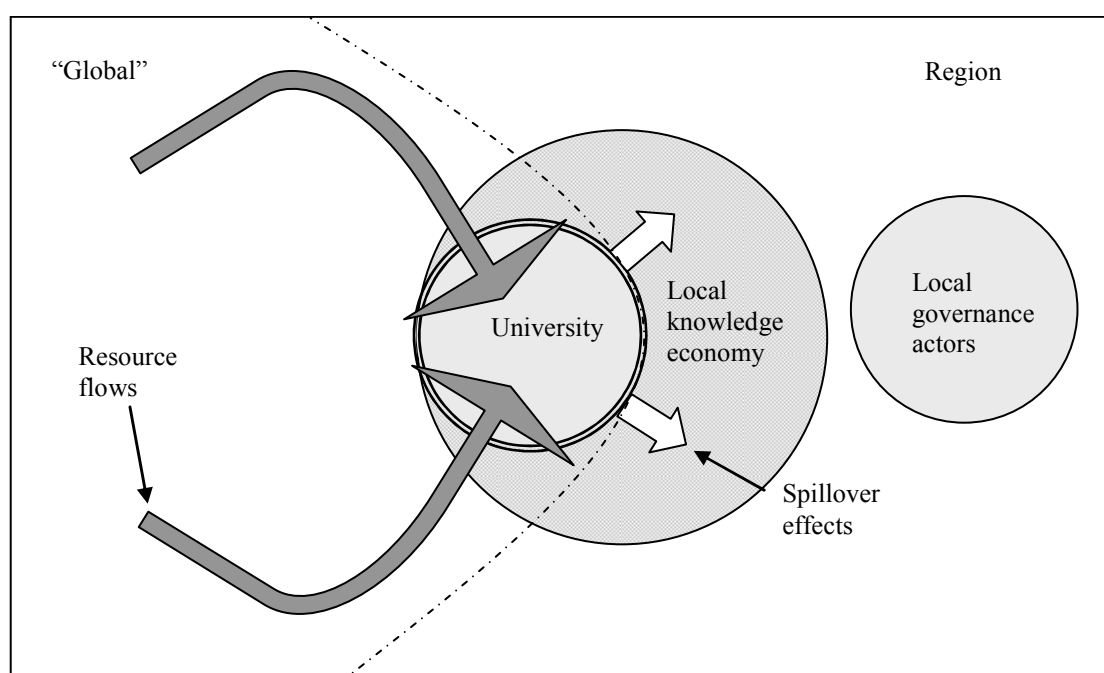 “Global”
Region
University
Local
knowledge
economy
Local
governance
actors
Resource
flows
Spillover
effects